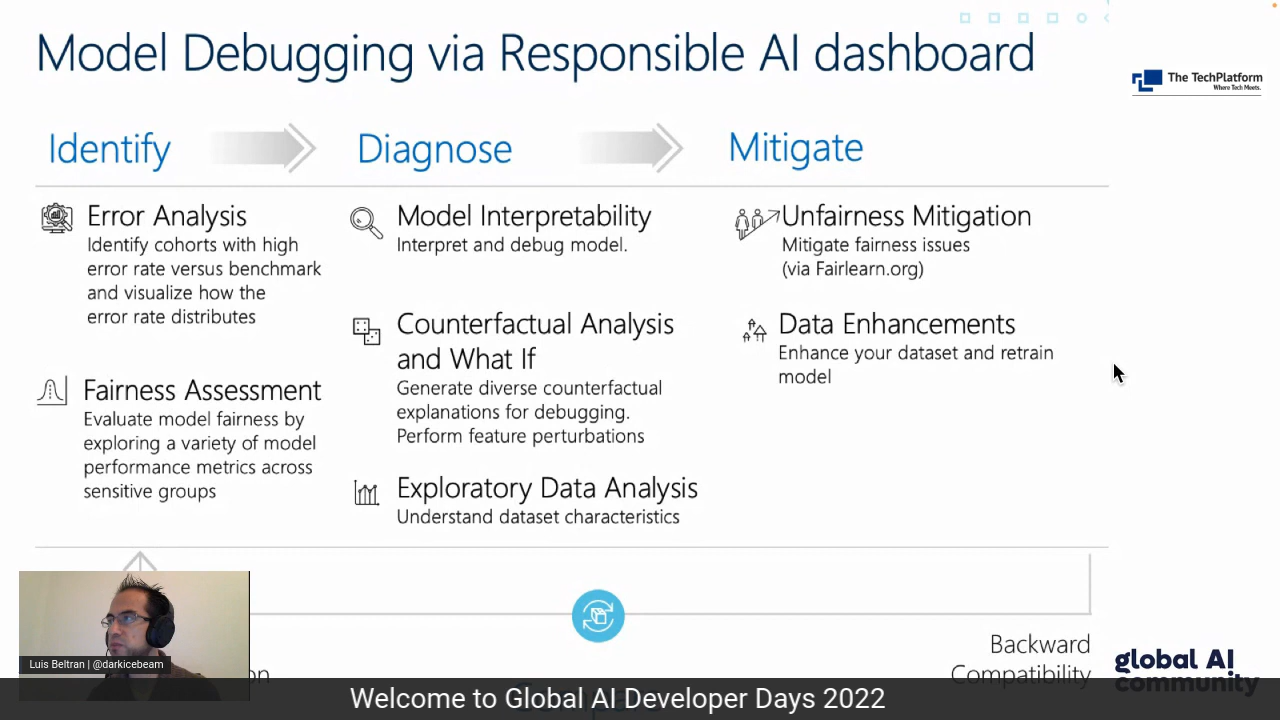 Model Debugging via Responsible AI dashboard
The TechPlatform
Where Tech Meets.
Identify
Diagnose
Mitigate
Error Analysis
Identify cohorts with high
error rate versus benchmark
and visualize how the
error rate distributes
Fairness Assessment
Evaluate model fairness by
exploring a variety of model
performance metrics across
sensitive groups
Model Interpretability
Interpret and debug model.
Counterfactual Analysis
and What If
Generate diverse counterfactual
explanations for debugging.
Perform feature perturbations
Exploratory Data Analysis
Understand dataset characteristics
Unfairness Mitigation
Mitigate fairness issues
(via Fairlearn.org)
Data Enhancements
Enhance your dataset and retrain
model
Backward
Compatibility
Luis Beltran | @darkicebeam
global AI
community
Welcome to Global AI Developer Days 2022